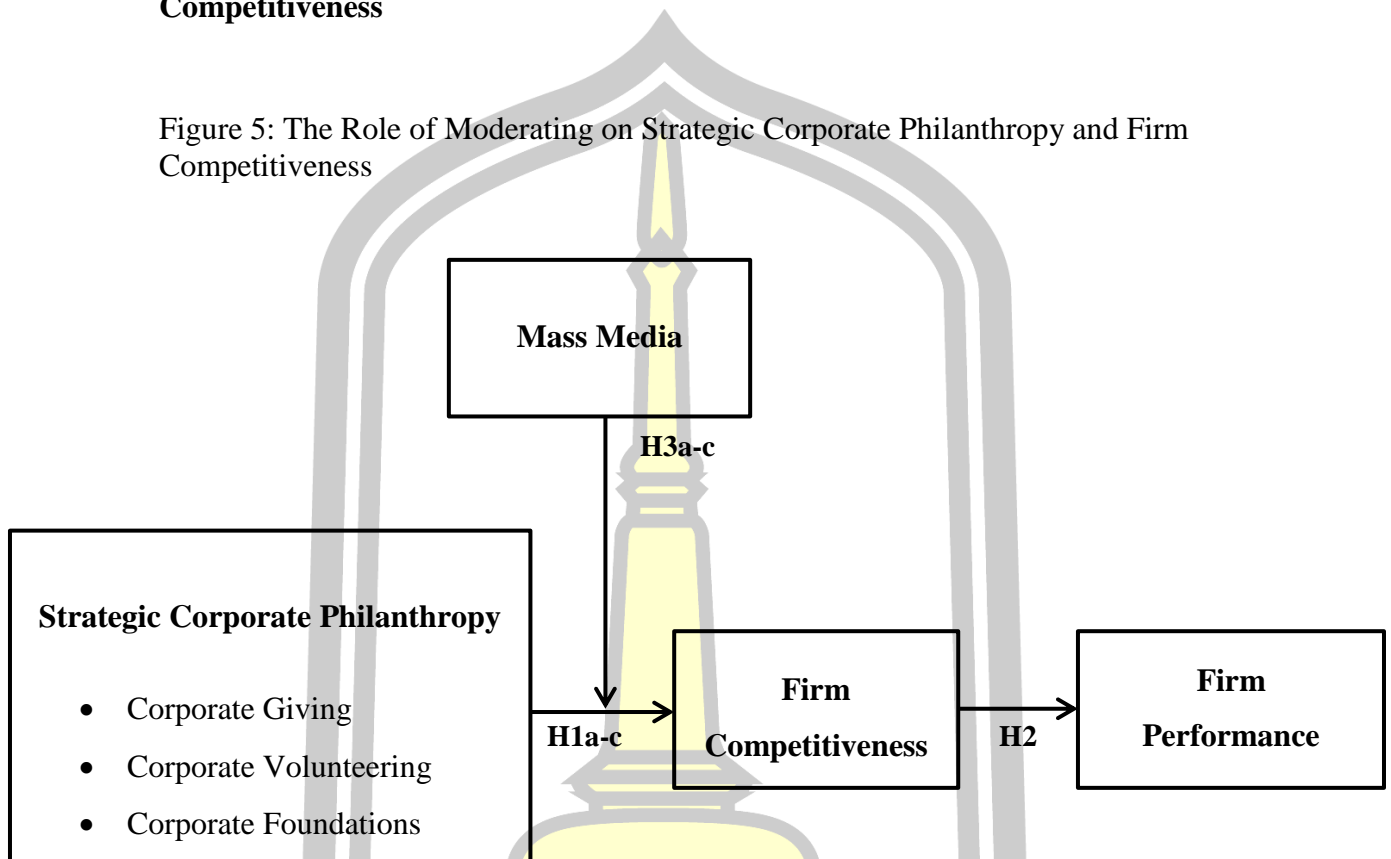 Competitiveness
Figure 5: The Role of Moderating on Strategic Corporate Philanthropy and Firm
Competitiveness
Mass Media
H3a-c
Strategic Corporate Philanthropy
• Corporate Giving
• Corporate Volunteering
• Corporate Foundations
H1a-c
Firm
Competitiveness
H2
Firm
Performance